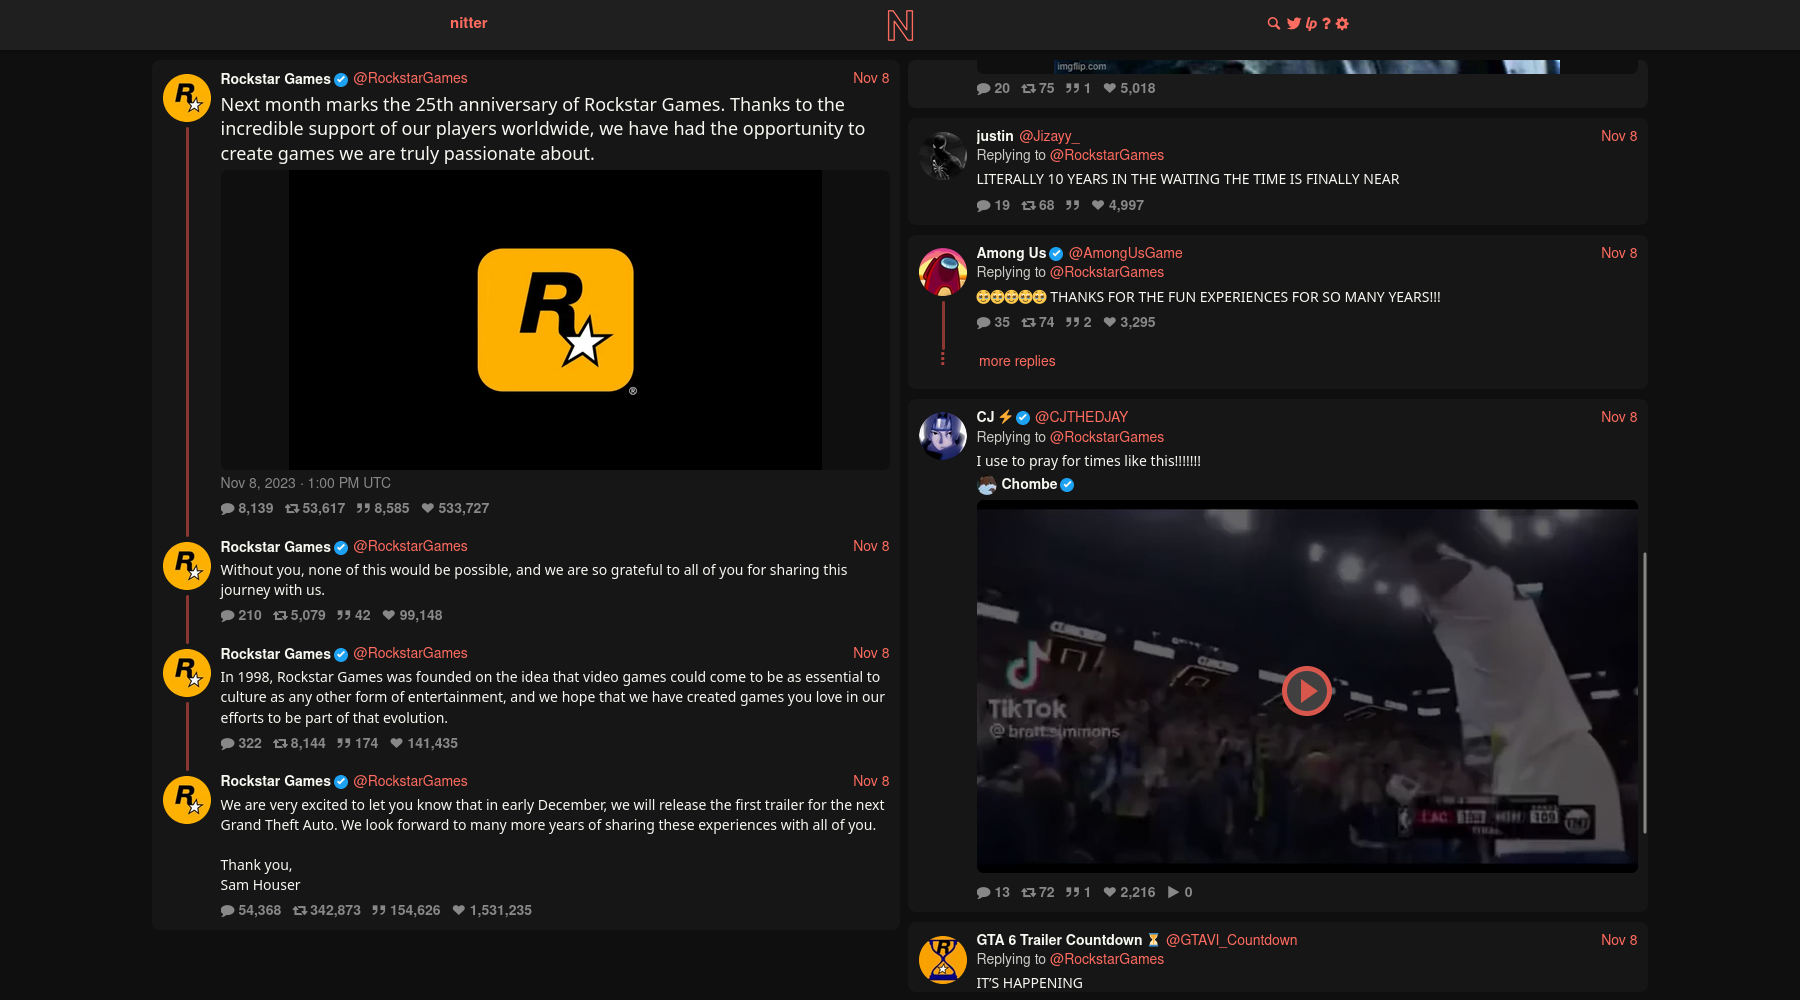 nitter
Rockstar Games @RockstarGames Nov 8
Next month marks the 25th anniversary of Rockstar Games. Thanks to the
incredible support of our players worldwide, we have had the opportunity to
create games we are truly passionate about.
R
®
Nov 8, 2023 · 1:00 PM UTC
8,139 53,617 8,585 533,727
Rockstar Games @RockstarGames Nov 8
Without you, none of this would be possible, and we are so grateful to all of you for sharing this
journey with us.
210 5,079 42 99,148
Rockstar Games @RockstarGames Nov 8
In 1998, Rockstar Games was founded on the idea that video games could come to be as essential to
culture as any other form of entertainment, and we hope that we have created games you love in our
efforts to be part of that evolution.
322 8,144 174 141,435
Rockstar Games @RockstarGames Nov 8
We are very excited to let you know that in early December, we will release the first trailer for the next
Grand Theft Auto. We look forward to many more years of sharing these experiences with all of you.
Thank you,
Sam Houser
54,368 342,873 154,626 1,531,235
imgflip.com
20 75 1 5,018
justin @Jizayy_ Nov 8
Replying to @RockstarGames
LITERALLY 10 YEARS IN THE WAITING THE TIME IS FINALLY NEAR
19 68 4,997
Among Us @AmongUsGame Nov 8
Replying to @RockstarGames
THANKS FOR THE FUN EXPERIENCES FOR SO MANY YEARS!!!
35 74 2 3,295
more replies
CJ ⚡ @CJTHEDJAY Nov 8
Replying to @RockstarGames
I use to pray for times like this!!!!!!!
Chombe
TikTok
@bratt.simmons
LAC 109
13 72 1 2,216 0
GTA 6 Trailer Countdown ⏳ @GTAVI_Countdown Nov 8
Replying to @RockstarGames
IT'S HAPPENING